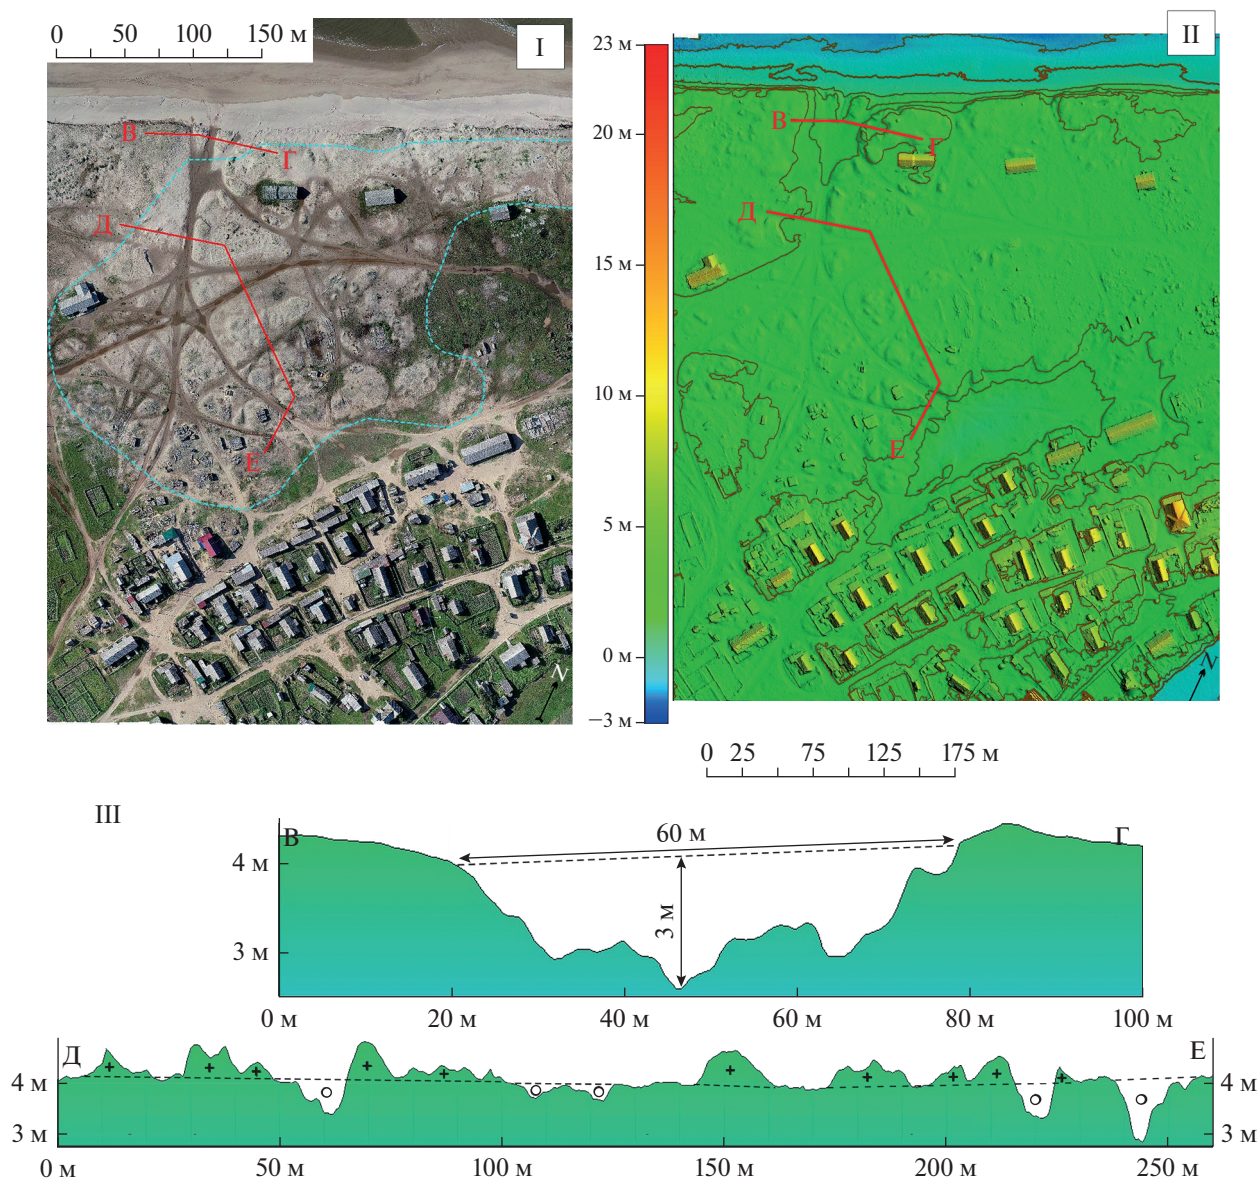 0 50 100 150 м
I
В
Г
Д
Е
N
23 м
20 м
15 м
10 м
5 м
0 м
−3 м
II
В
Г
Д
Е
N
0 25 75 125 175 м
III
В
Г
60 м
3 м
4 м
3 м
0 м 20 м 40 м 60 м 80 м 100 м
Д
Е
4 м
3 м
4 м
3 м
0 м 50 м 100 м 150 м 200 м 250 м